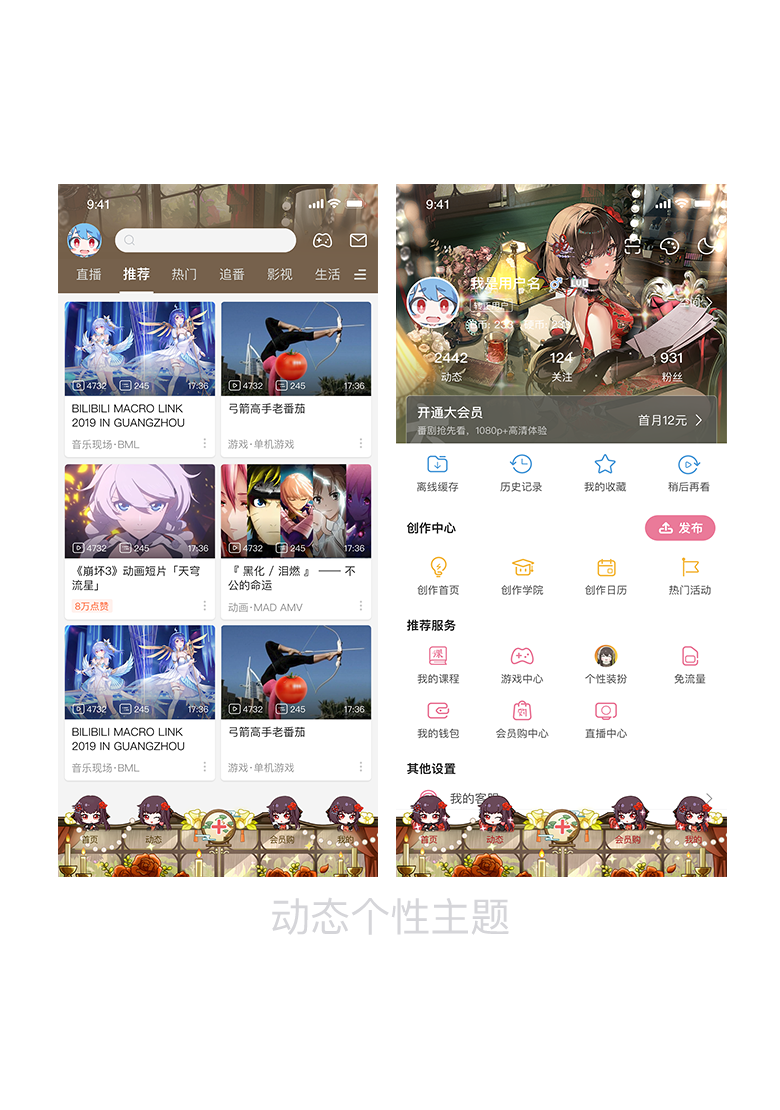 9:41
直播 推荐 热门 追番 影视 生活
4732 245 17:36
BILIBILI MACRO LINK
2019 IN GUANGZHOU
音乐现场·BML
4732 245 17:36
弓箭高手老番茄
游戏·单机游戏
4732 245 17:36
《崩坏3》动画短片「天穹
流星」
8万点赞
4732 245 17:36
『 黑化 / 泪燃 』 —— 不
公的命运
动画·MAD AMV
4732 245 17:36
BILIBILI MACRO LINK
2019 IN GUANGZHOU
音乐现场·BML
4732 245 17:36
弓箭高手老番茄
游戏·单机游戏
首页 动态 会员购 我的
9:41
我是用户名
正式用户
2442 124 931
动态 关注 粉丝
开通大会员
番剧抢先看，1080p+高清体验
首月12元
离线缓存 历史记录 我的收藏 稍后再看
创作中心 发布
创作首页 创作学院 创作日历 热门活动
推荐服务
课
我的课程 游戏中心 个性装扮 免流量
我的钱包 会员购中心 直播中心
其他设置
我的客服
首页 动态 会员购 我的
动态个性主题